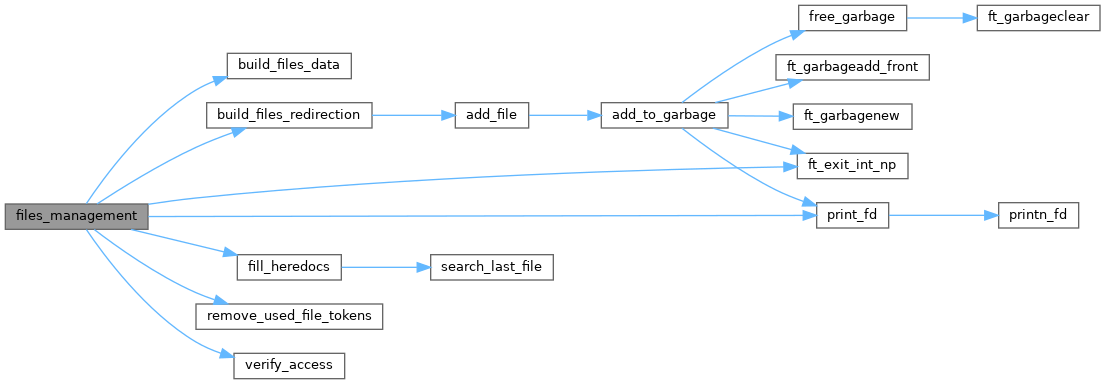 free_garbage
ft_garbageclear
build_files_data
ft_garbageadd_front
build_files_redirection
add_file
add_to_garbage
ft_garbagenew
ft_exit_int_np
files_management
print_fd
printn_fd
fill_heredocs
search_last_file
remove_used_file_tokens
verify_access